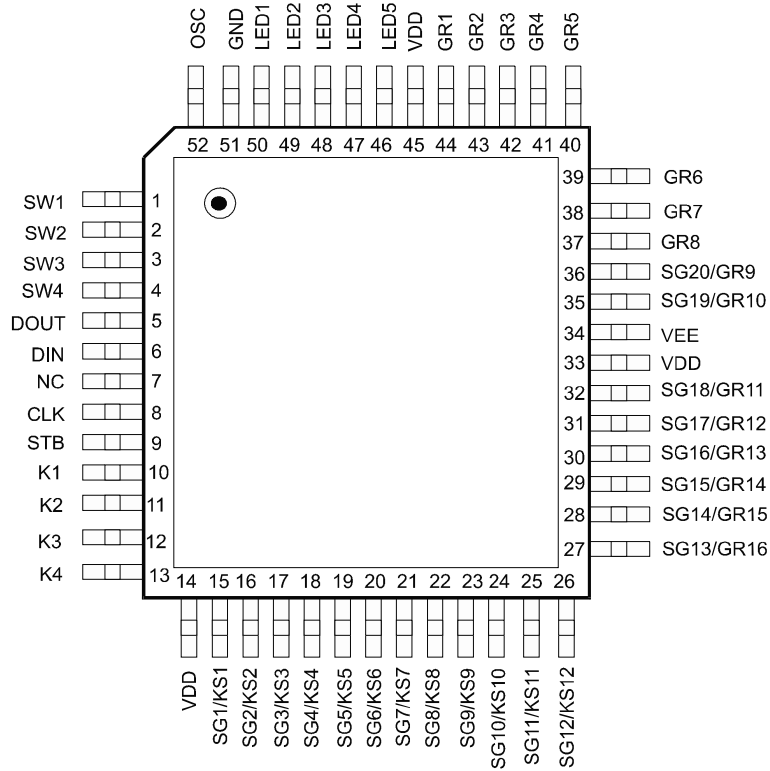 OSC
GND
LED1
LED2
LED3
LED4
LED5
VDD
GR1
GR2
GR3
GR4
GR5
52 51 50 49 48 47 46 45 44 43 42 41 40
SW1 1
SW2 2
SW3 3
SW4 4
DOUT 5
DIN 6
NC 7
CLK 8
STB 9
K1 10
K2 11
K3 12
K4 13
39 GR6
38 GR7
37 GR8
36 SG20/GR9
35 SG19/GR10
34 VEE
33 VDD
32 SG18/GR11
31 SG17/GR12
30 SG16/GR13
29 SG15/GR14
28 SG14/GR15
27 SG13/GR16
14 15 16 17 18 19 20 21 22 23 24 25 26
VDD
SG1/KS1
SG2/KS2
SG3/KS3
SG4/KS4
SG5/KS5
SG6/KS6
SG7/KS7
SG8/KS8
SG9/KS9
SG10/KS10
SG11/KS11
SG12/KS12